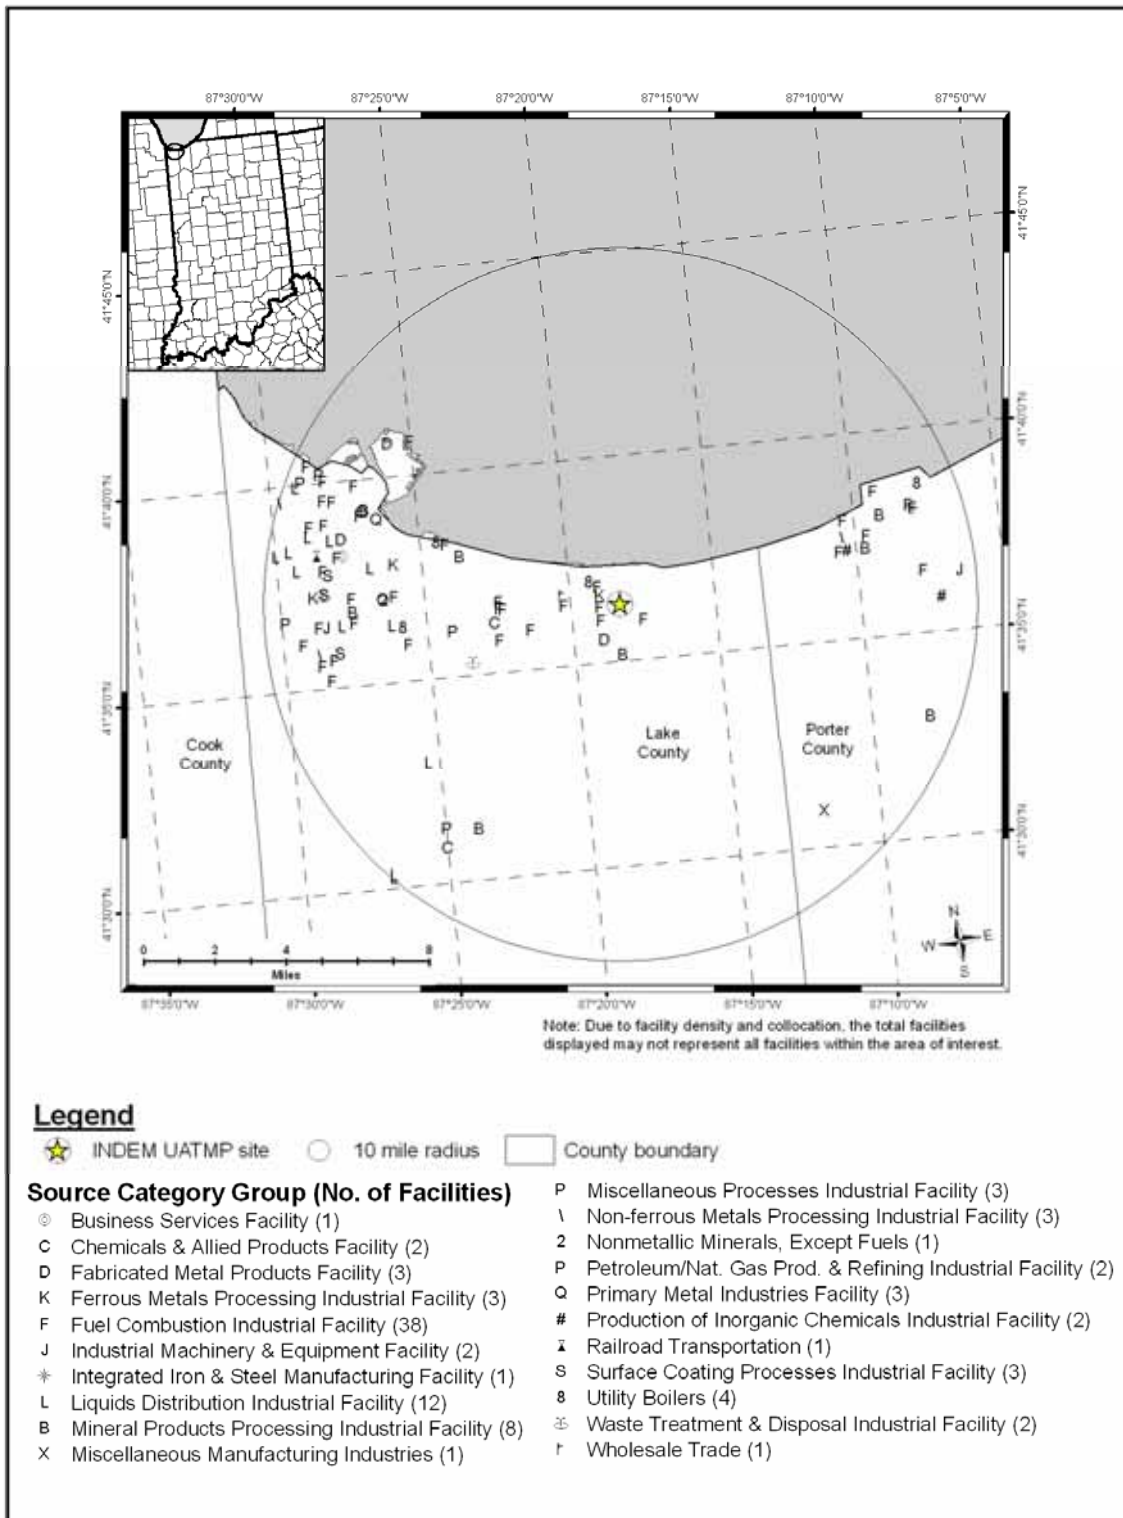 87°30'0"W 87°25'0"W 87°20'0"W 87°15'0"W 87°10'0"W 87°5'0"W
41°45'0"N
41°45'0"N
41°40'0"N
41°40'0"N
41°35'0"N
41°35'0"N
41°30'0"N
41°30'0"N
Cook
County
Lake
County
Porter
County
N
W E
S
0 2 4 8
Miles
87°35'0"W 87°30'0"W 87°25'0"W 87°20'0"W 87°15'0"W 87°10'0"W
Note: Due to facility density and collocation, the total facilities
displayed may not represent all facilities within the area of interest.
Legend
INDEM UATMP site 10 mile radius County boundary
Source Category Group (No. of Facilities)
Business Services Facility (1)
C Chemicals & Allied Products Facility (2)
D Fabricated Metal Products Facility (3)
K Ferrous Metals Processing Industrial Facility (3)
F Fuel Combustion Industrial Facility (38)
J Industrial Machinery & Equipment Facility (2)
Integrated Iron & Steel Manufacturing Facility (1)
L Liquids Distribution Industrial Facility (12)
B Mineral Products Processing Industrial Facility (8)
X Miscellaneous Manufacturing Industries (1)
P Miscellaneous Processes Industrial Facility (3)
\ Non-ferrous Metals Processing Industrial Facility (3)
2 Nonmetallic Minerals, Except Fuels (1)
P Petroleum/Nat. Gas Prod. & Refining Industrial Facility (2)
Q Primary Metal Industries Facility (3)
# Production of Inorganic Chemicals Industrial Facility (2)
Railroad Transportation (1)
S Surface Coating Processes Industrial Facility (3)
8 Utility Boilers (4)
Waste Treatment & Disposal Industrial Facility (2)
Wholesale Trade (1)